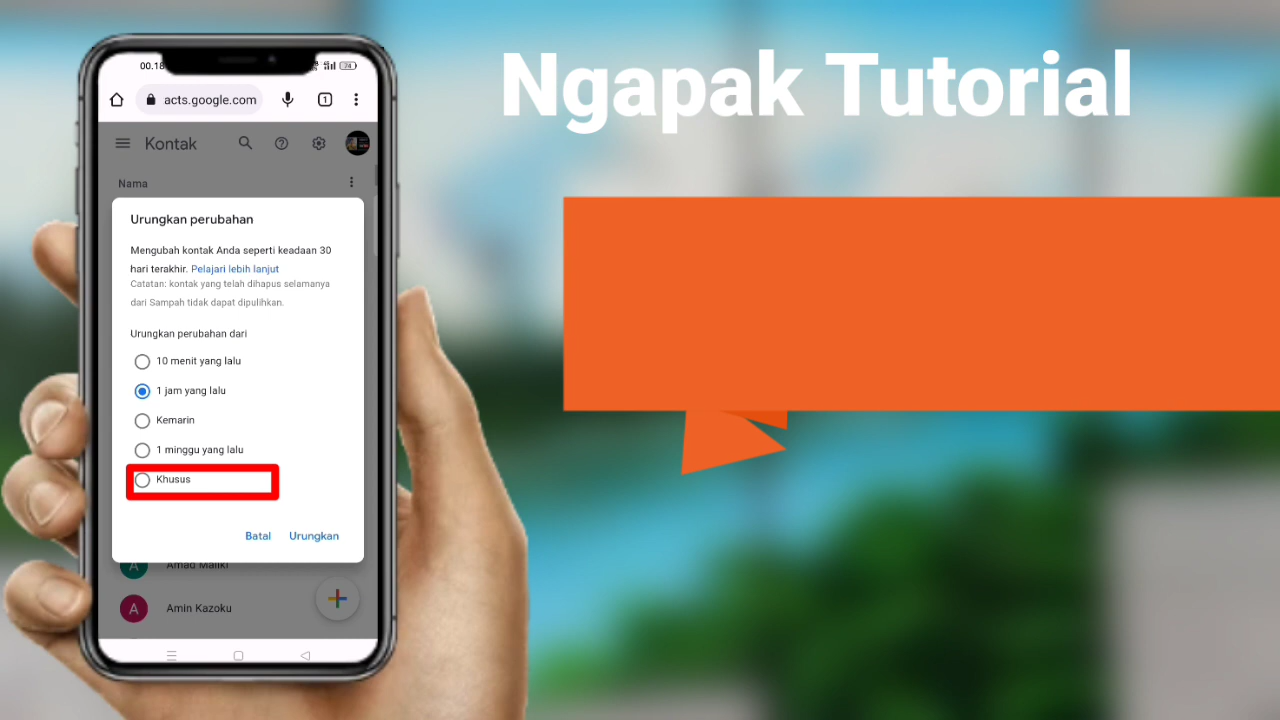 Ngapak Tutorial
00.18
28
acts.google.com
1
Kontak
Nama
Urungkan perubahan
Mengubah kontak Anda seperti keadaan 30
hari terakhir. Pelajari lebih lanjut
Catatan: kontak yang telah dihapus selamanya
dari Sampah tidak dapat dipulihkan.
Urungkan perubahan dari
10 menit yang lalu
1 jam yang lalu
Kemarin
1 minggu yang lalu
Khusus
Batal Urungkan
A Amad Maliki
A Amin Kazoku